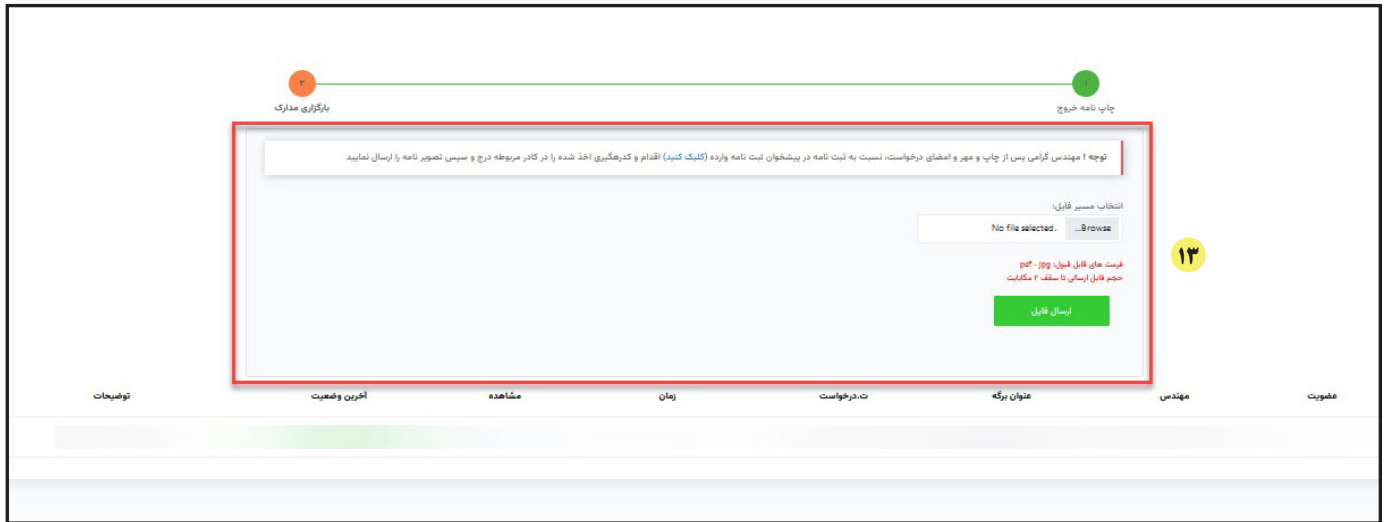 ۱
۲
چاپ نامه خروج
بارگزاری مدارک
توجه ! مهندس گرامی پس از چاپ و مهر و امضای درخواست، نسبت به ثبت نامه در پیشخوان ثبت نامه وارده (کلیک کنید) اقدام و کدرهگیری اخذ شده را در کادر مربوطه درج و سپس تصویر نامه را ارسال نمایید
انتخاب مسیر فایل:
Browse... No file selected.
فرمت های قابل قبول: pdf - jpg
حجم فایل ارسالی تا سقف ۲ مگابایت
ارسال فایل
۱۳
عضویت مهندس عنوان برگه ت.درخواست زمان مشاهده آخرین وضعیت توضیحات